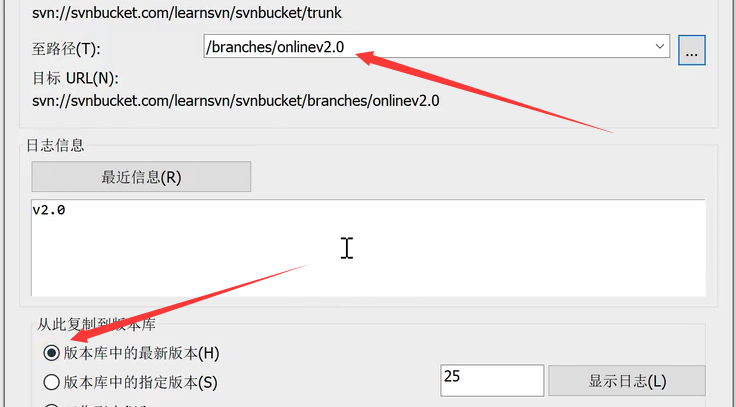 svn://svnbucket.com/learnsvn/svnbucket/trunk
至路径(T): /branches/onlinev2.0 ...
目标 URL(N):
svn://svnbucket.com/learnsvn/svnbucket/branches/onlinev2.0
日志信息
最近信息(R)
v2.0
从此复制到版本库
版本库中的最新版本(H)
版本库中的指定版本(S) 25 显示日志(L)